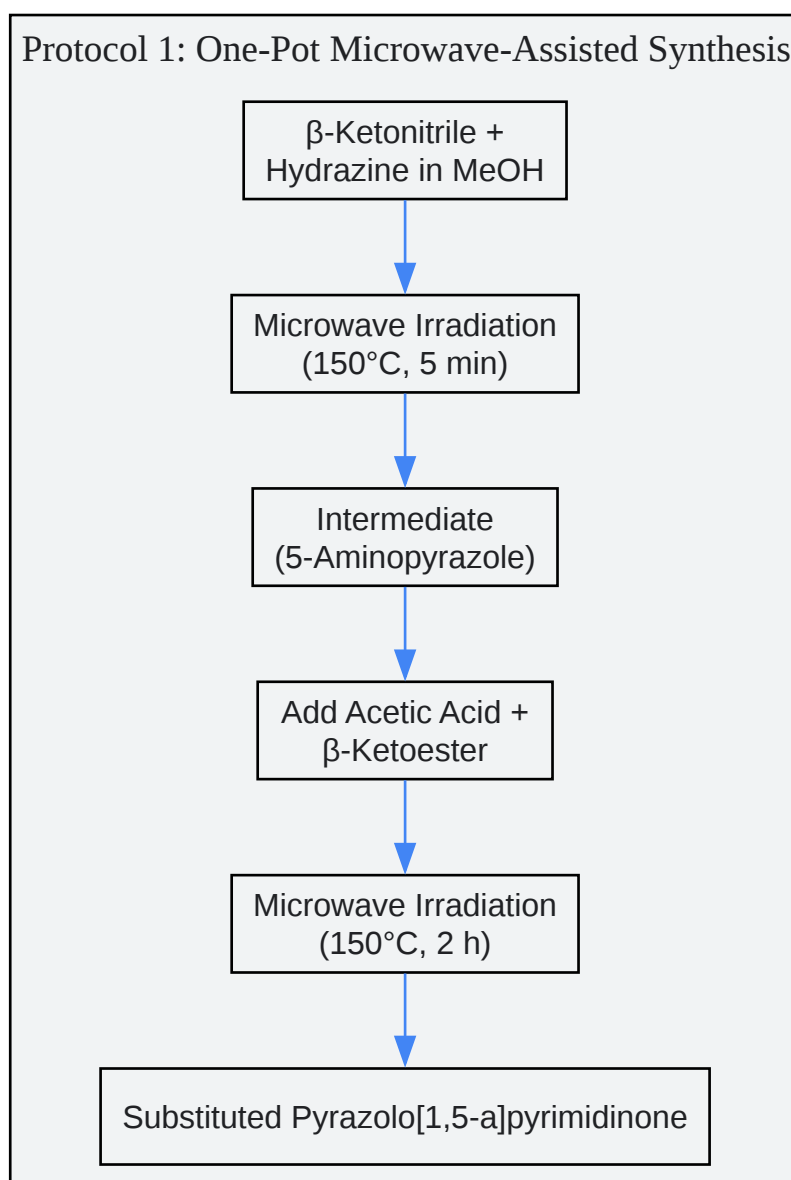 Protocol 1: One-Pot Microwave-Assisted Synthesis
β-Ketonitrile +
Hydrazine in MeOH
Microwave Irradiation
(150°C, 5 min)
Intermediate
(5-Aminopyrazole)
Add Acetic Acid +
β-Ketoester
Microwave Irradiation
(150°C, 2 h)
Substituted Pyrazolo[1,5-a]pyrimidinone